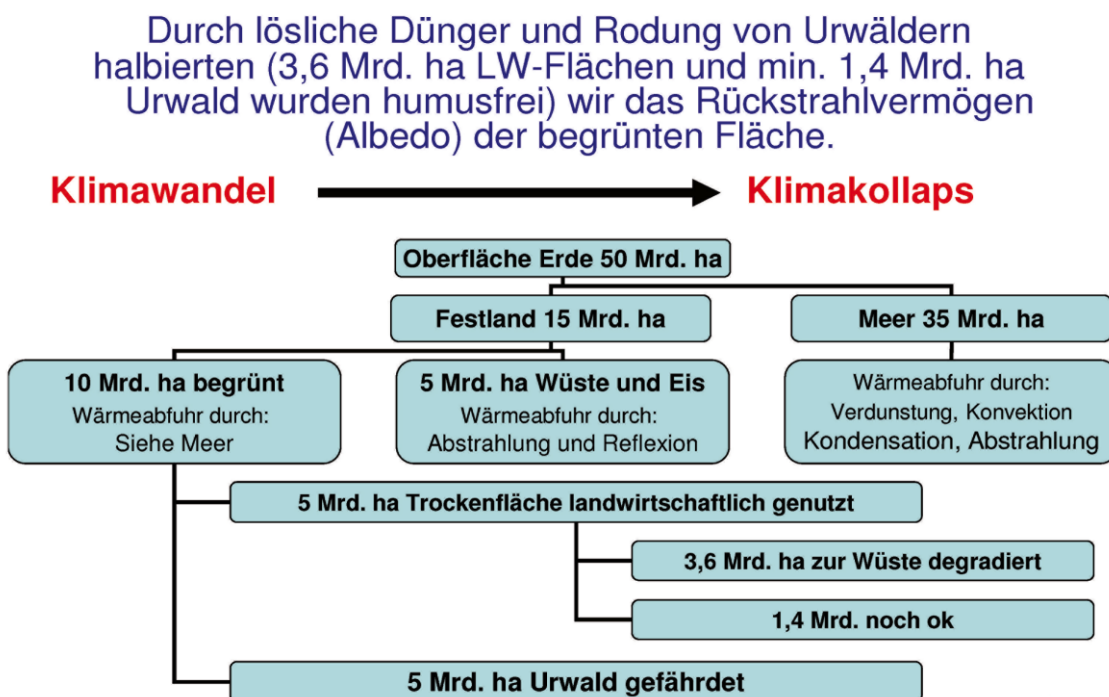 Durch lösliche Dünger und Rodung von Urwäldern
halbierten (3,6 Mrd. ha LW-Flächen und min. 1,4 Mrd. ha
Urwald wurden humusfrei) wir das Rückstrahlvermögen
(Albedo) der begrünten Fläche.
Klimawandel
Klimakollaps
Oberfläche Erde 50 Mrd. ha
Festland 15 Mrd. ha
Meer 35 Mrd. ha
10 Mrd. ha begrünt
Wärmeabfuhr durch:
Siehe Meer
5 Mrd. ha Wüste und Eis
Wärmeabfuhr durch:
Abstrahlung und Reflexion
Wärmeabfuhr durch:
Verdunstung, Konvektion
Kondensation, Abstrahlung
5 Mrd. ha Trockenfläche landwirtschaftlich genutzt
3,6 Mrd. ha zur Wüste degradiert
1,4 Mrd. noch ok
5 Mrd. ha Urwald gefährdet